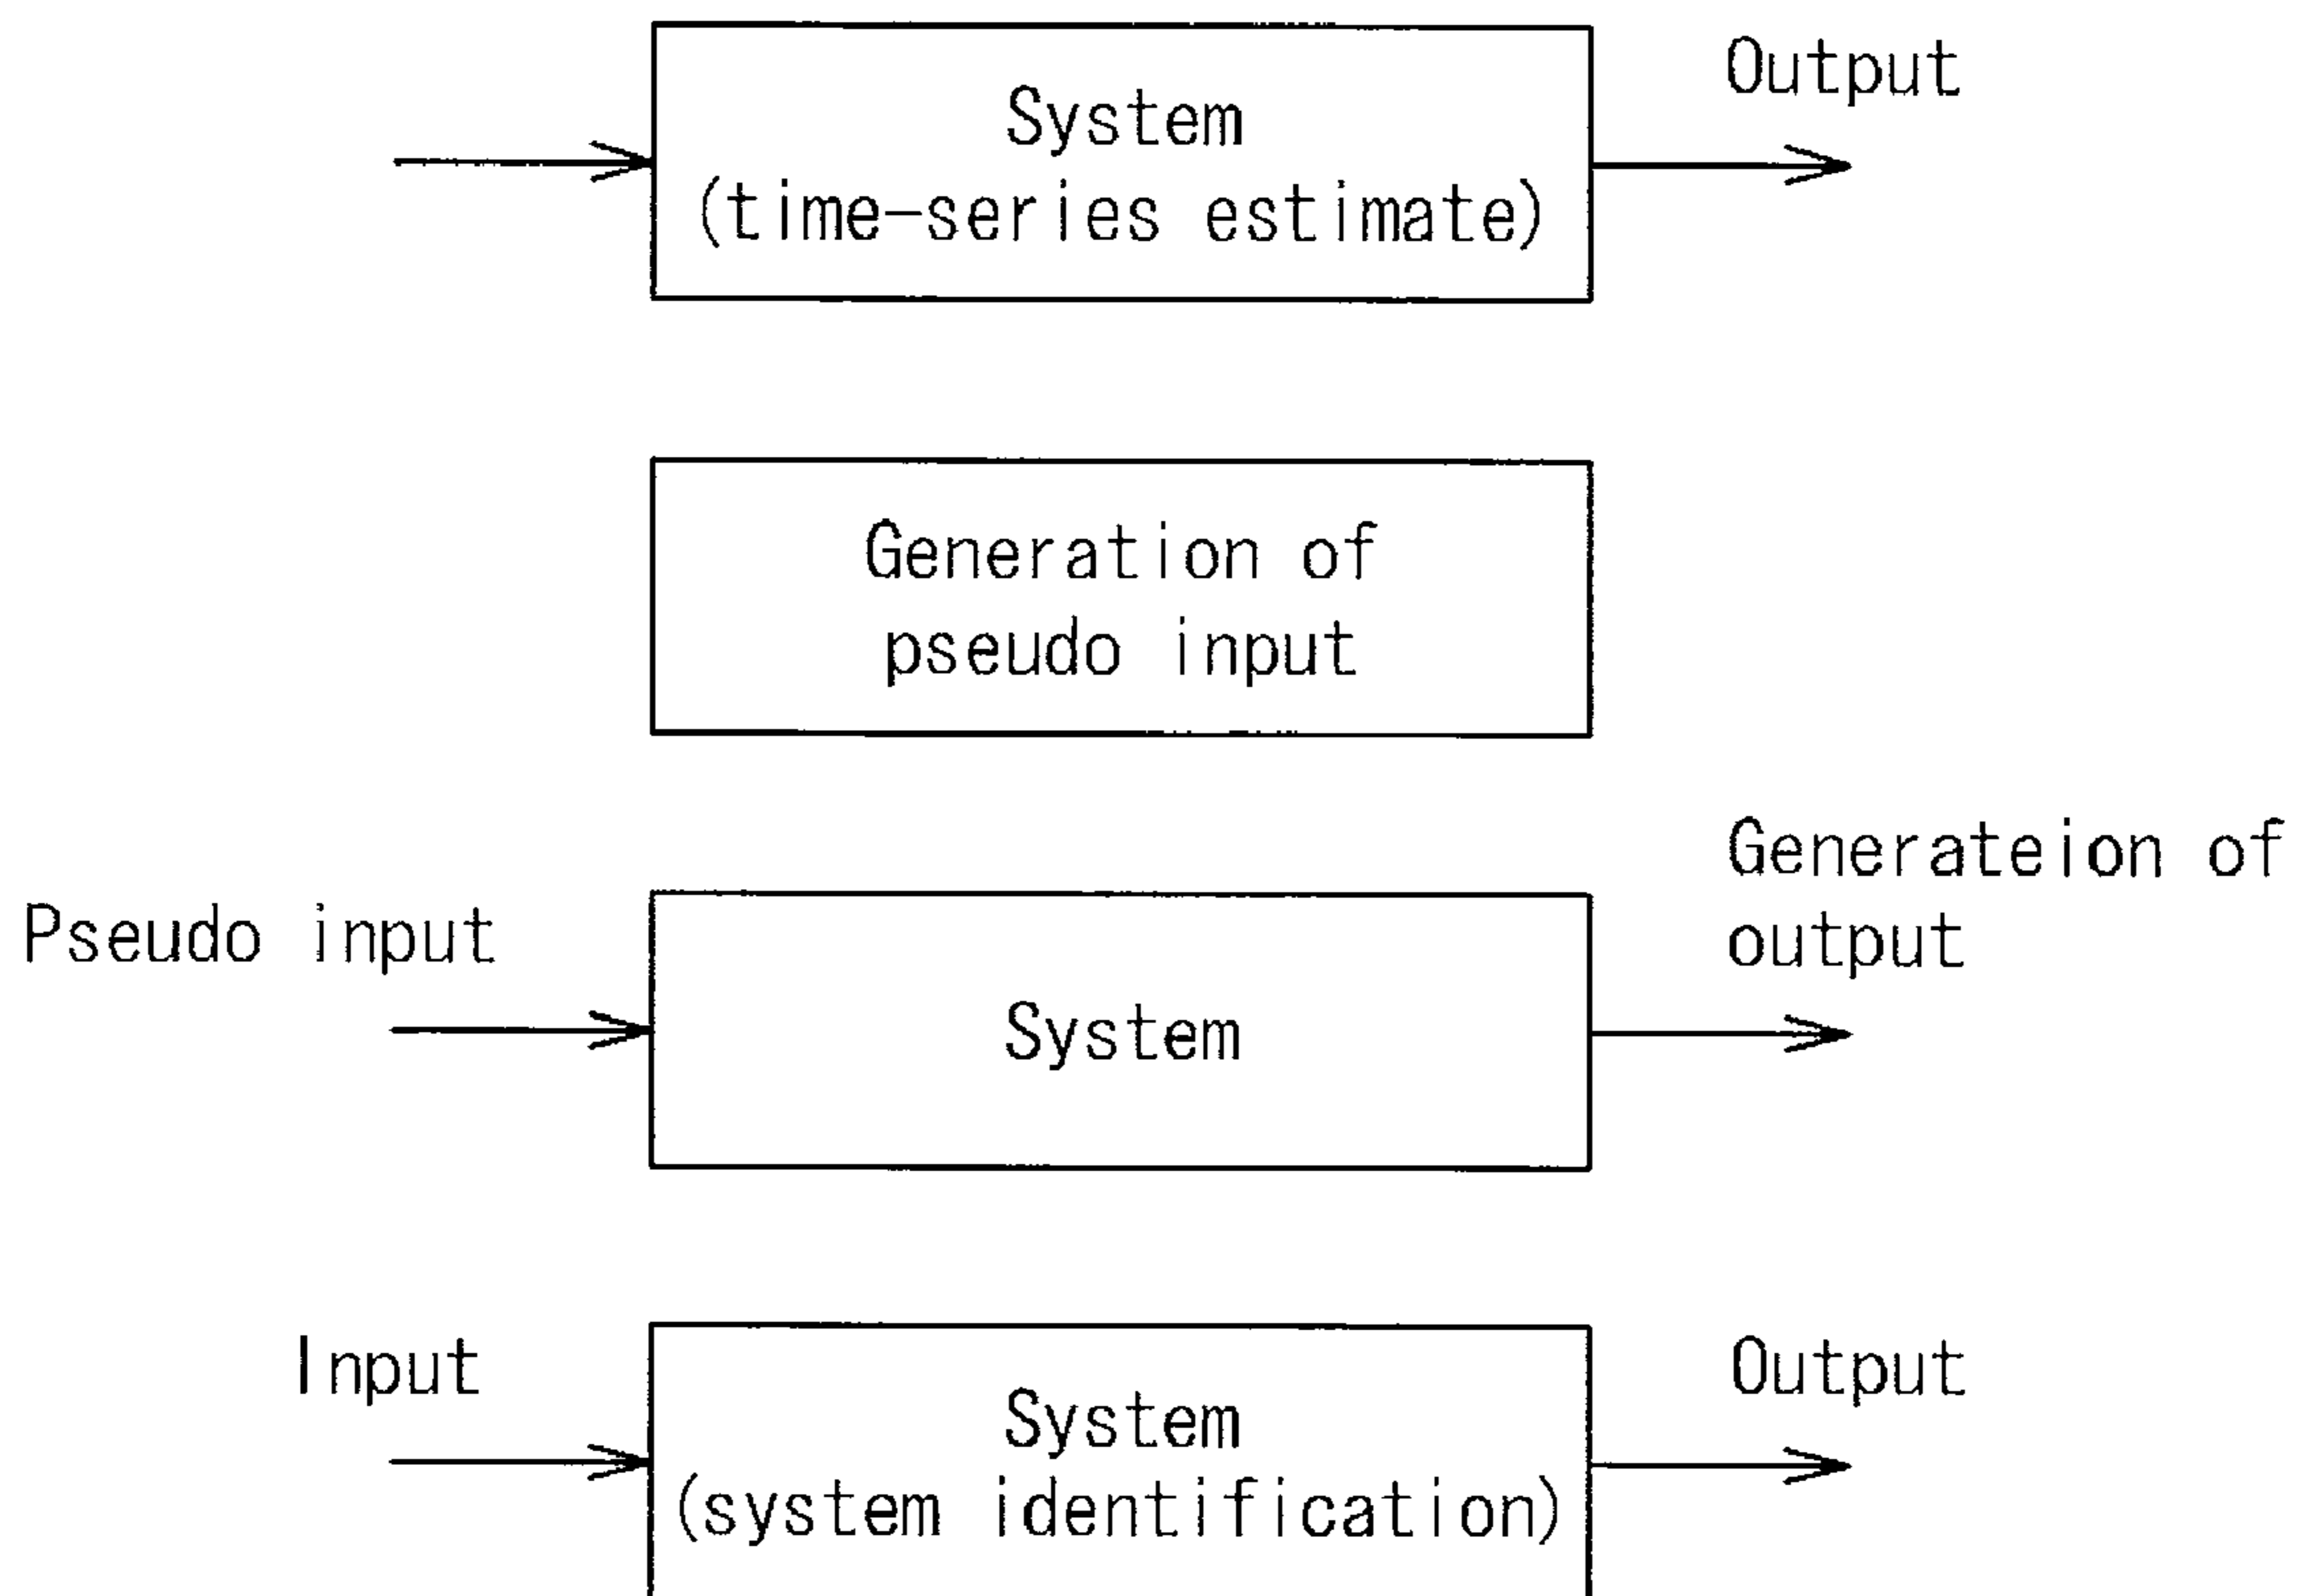 Output
System
(time-series estimate)
Generation of
pseudo input
Generateion of
output
Pseudo input
System
Input
Output
System
(system identification)